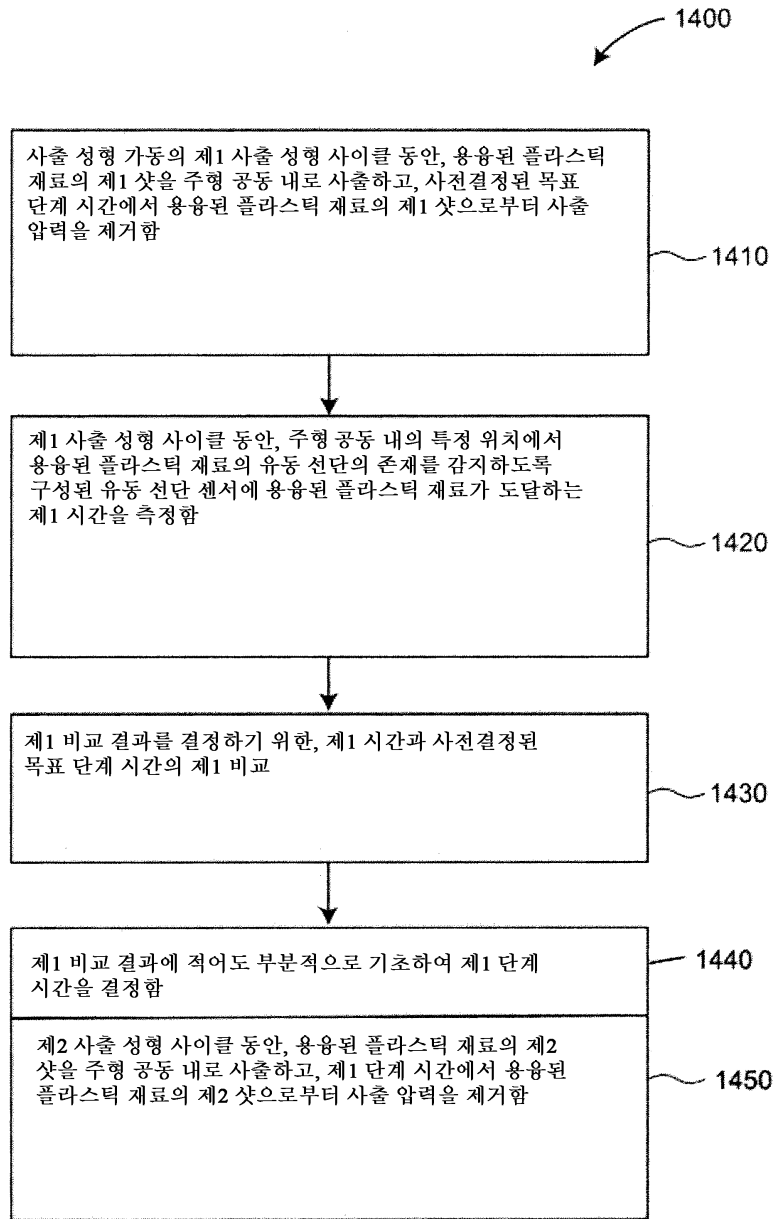 1400
사출 성형 가동의 제1 사출 성형 사이클 동안, 용융된 플라스틱
재료의 제1 샷을 주형 공동 내로 사출하고, 사전결정된 목표
단계 시간에서 용융된 플라스틱 재료의 제1 샷으로부터 사출
압력을 제거함
1410
제1 사출 성형 사이클 동안, 주형 공동 내의 특정 위치에서
용융된 플라스틱 재료의 유동 선단의 존재를 감지하도록
구성된 유동 선단 센서에 용융된 플라스틱 재료가 도달하는
제1 시간을 측정함
1420
제1 비교 결과를 결정하기 위한, 제1 시간과 사전결정된
목표 단계 시간의 제1 비교
1430
제1 비교 결과에 적어도 부분적으로 기초하여 제1 단계
시간을 결정함
1440
제2 사출 성형 사이클 동안, 용융된 플라스틱 재료의 제2
샷을 주형 공동 내로 사출하고, 제1 단계 시간에서 용융된
플라스틱 재료의 제2 샷으로부터 사출 압력을 제거함
1450